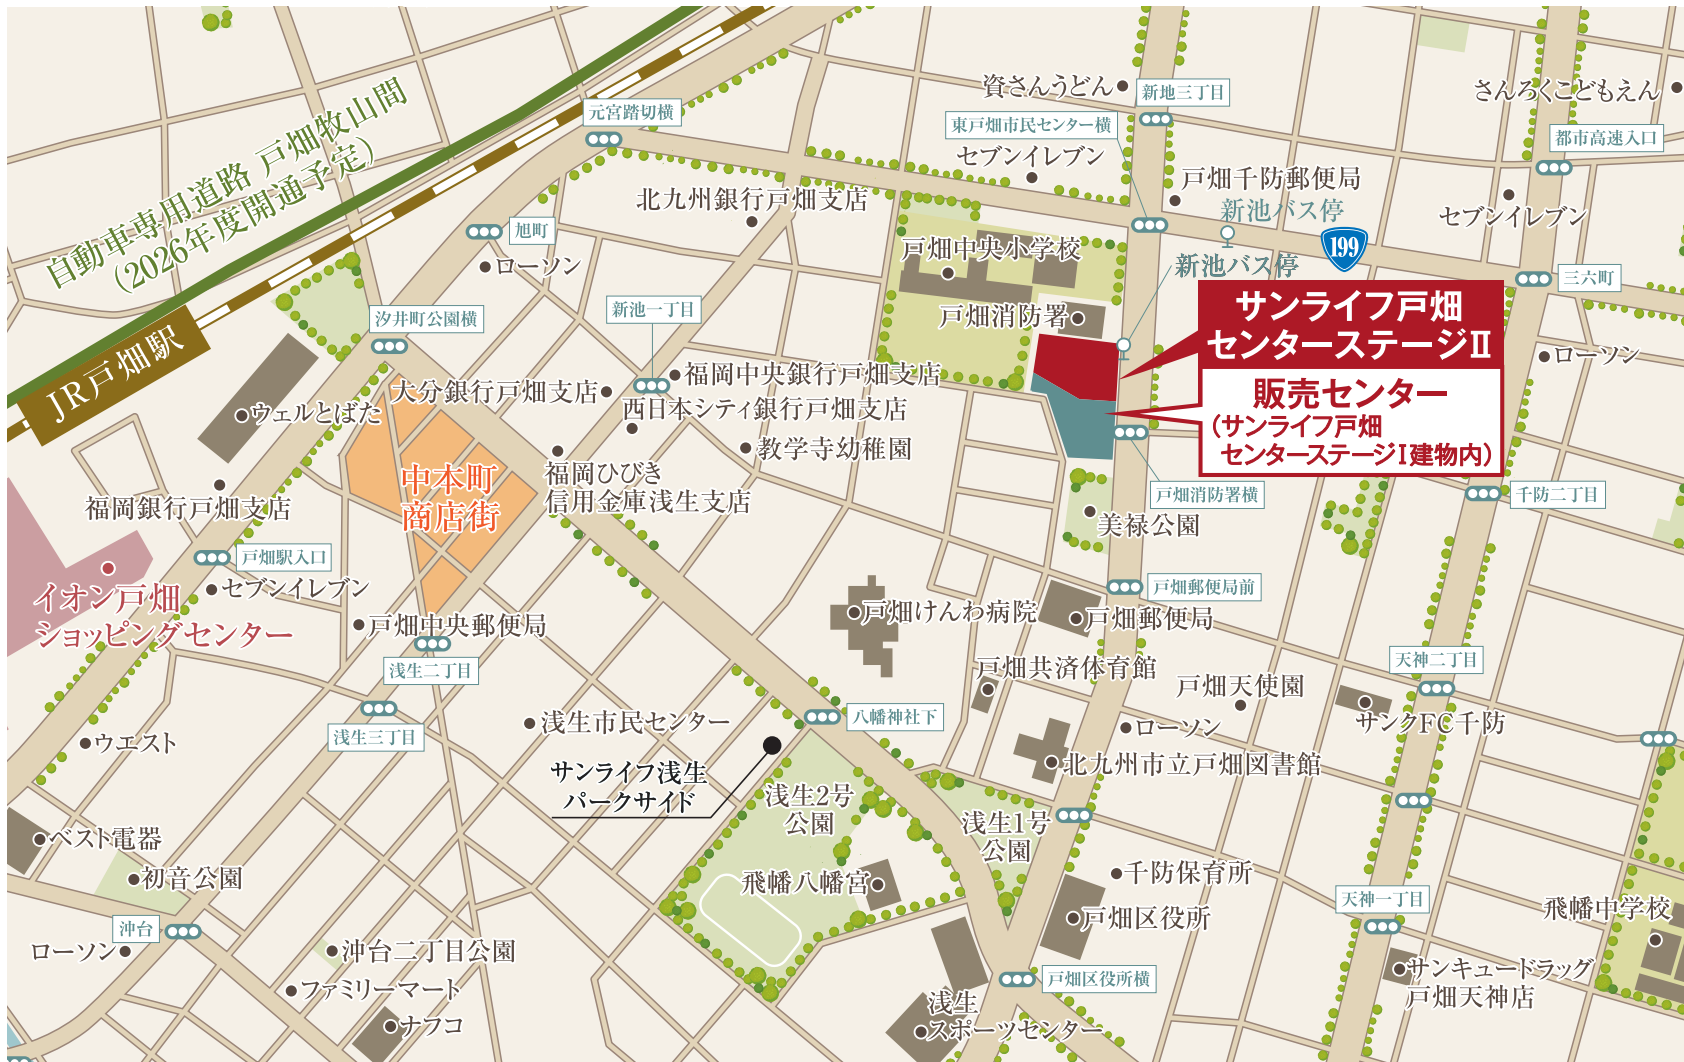 資さんうどん
新地三丁目
さんろくこどもえん
元宮踏切横
東戸畑市民センター横
都市高速入口
自動車専用道路 戸畑牧山間
(2026年度開通予定)
セブンイレブン
戸畑千防郵便局
北九州銀行戸畑支店
新池バス停
セブンイレブン
旭町
戸畑中央小学校
199
ローソン
新池バス停
三六町
汐井町公園横
新池一丁目
戸畑消防署
サンライフ戸畑
センターステージⅡ
JR戸畑駅
ローソン
福岡中央銀行戸畑支店
大分銀行戸畑支店
販売センター
(サンライフ戸畑
センターステージⅠ建物内)
ウェルとばた
西日本シティ銀行戸畑支店
教学寺幼稚園
中本町
商店街
福岡ひびき
信用金庫浅生支店
福岡銀行戸畑支店
戸畑消防署横
千防二丁目
美禄公園
戸畑駅入口
セブンイレブン
戸畑郵便局前
イオン戸畑
ショッピングセンター
戸畑けんわ病院
戸畑郵便局
戸畑中央郵便局
浅生二丁目
戸畑共済体育館
天神二丁目
戸畑天使園
浅生三丁目
浅生市民センター
八幡神社下
ローソン
サンクFC千防
ウエスト
北九州市立戸畑図書館
サンライフ浅生
パークサイド
浅生2号
公園
浅生1号
公園
ベスト電器
初音公園
飛幡八幡宮
千防保育所
戸畑区役所
天神一丁目
飛幡中学校
沖台
ローソン
沖台二丁目公園
戸畑区役所横
サンキュードラッグ
戸畑天神店
ファミリーマート
ナフコ
浅生
スポーツセンター